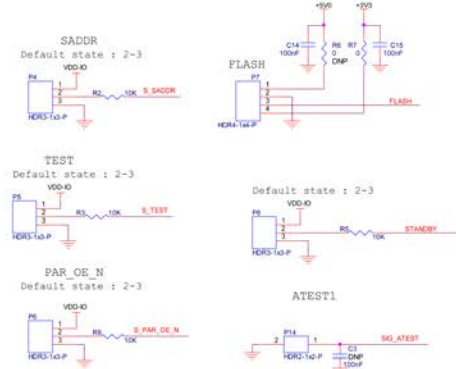 SADDR
Default state : 2-3
P4
VDD-IO
1
2
3
R2
10K
S_SADDR
HDR3-1x3-P
+5V0
+3V3
C14
100nF
R6
0
DNP
R7
0
C15
100nF
FLASH
P7
1
2
3
4
FLASH
HDR4-1x4-P
TEST
Default state : 2-3
P5
VDD-IO
1
2
3
R3
10K
S_TEST
HDR3-1x3-P
Default state : 2-3
P8
VDD-IO
1
2
3
R5
10K
STANDBY
HDR3-1x3-P
PAR_OE_N
Default state : 2-3
P6
VDD-IO
1
2
3
10K
S_PAR_OE_N
HDR3-1x3-P
ATEST1
P14
2
1
SIG_ATEST
HDR2-1x2-P
C3
DNP
100nF